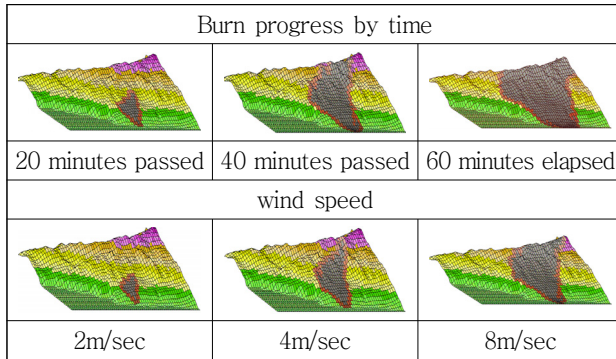 Burn progress by time
20 minutes passed 40 minutes passed 60 minutes elapsed
wind speed
2m/sec 4m/sec 8m/sec